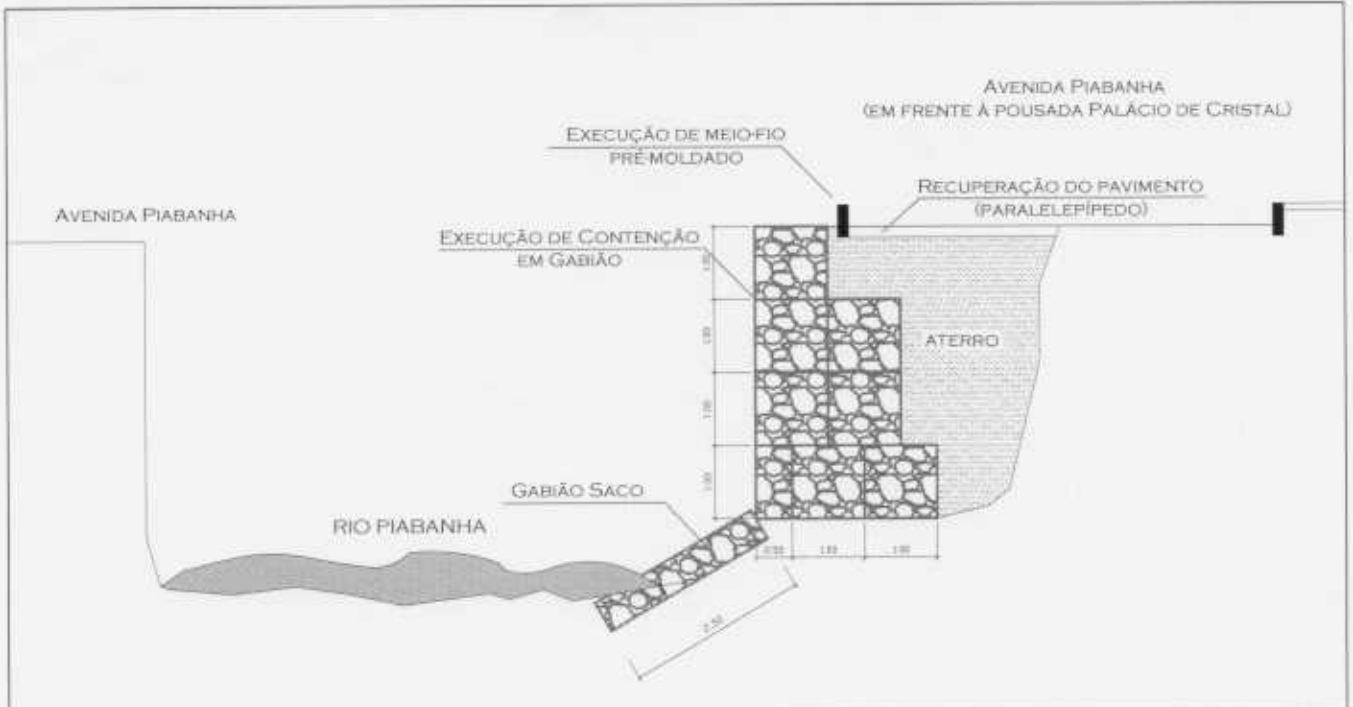 AVENIDA PIABANHA
(EM FRENTE À POUSADA PALÁCIO DE CRISTAL)
EXECUÇÃO DE MEIO-FIO
PRÉ-MOLDADO
RECUPERAÇÃO DO PAVIMENTO
(PARALELEPÍPEDO)
AVENIDA PIABANHA
EXECUÇÃO DE CONTENÇÃO
EM GABIÃO
1.00
1.00
ATERRO
1.00
1.00
GABIÃO SACO
RIO PIABANHA
0.50
1.00
1.00
2.50